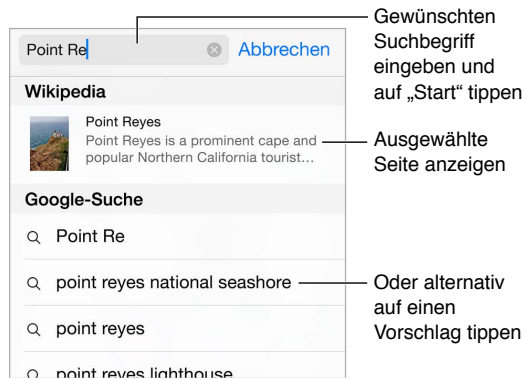 Point Re
Abbrechen
Wikipedia
Point Reyes
Point Reyes is a prominent cape and
popular Northern California tourist…
Google-Suche
Point Re
point reyes national seashore
point reyes
point reyes lighthouse
Gewünschten
Suchbegriff
eingeben und
auf „Start“ tippen
Ausgewählte
Seite anzeigen
Oder alternativ
auf einen
Vorschlag tippen